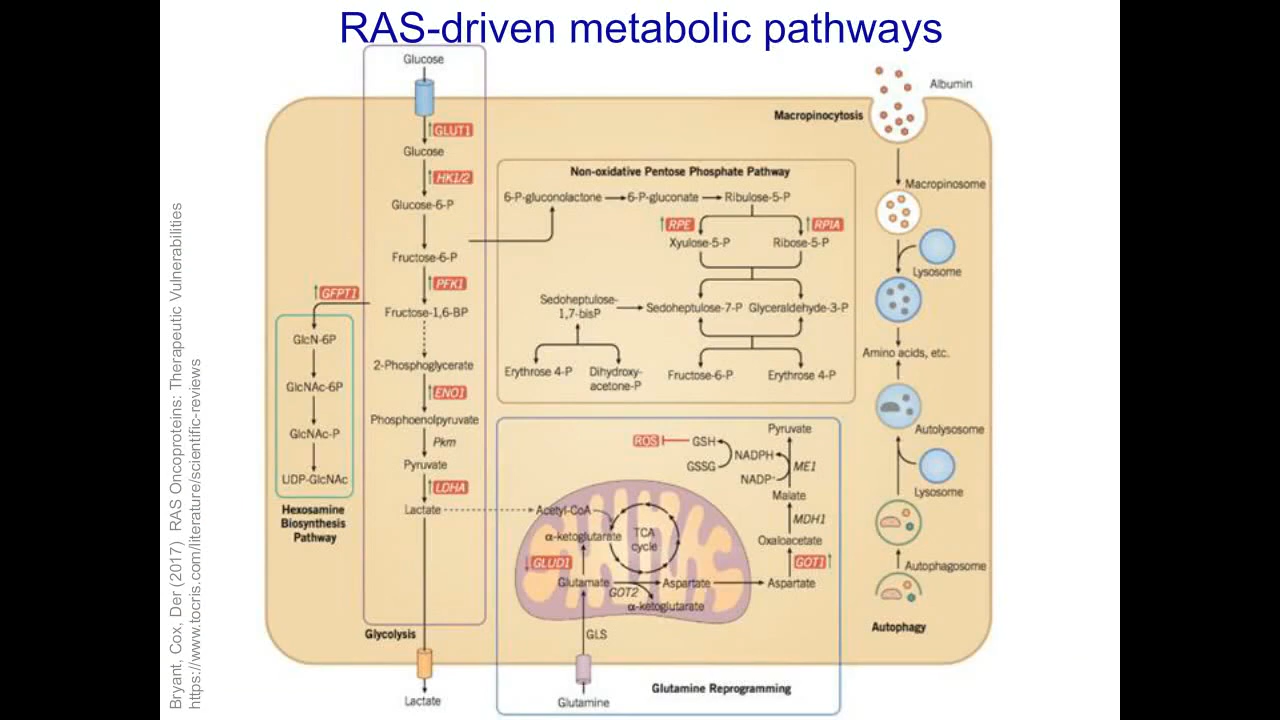 RAS-driven metabolic pathways
Bryant, Cox, Der (2017)  RAS Oncoproteins: Therapeutic Vulnerabilities
https://www.tocris.com/literature/scientific-reviews
Glucose
↑GLUT1
Glucose
↑HK1/2
Glucose-6-P
Fructose-6-P
↑PFK1
Fructose-1,6-BP
2-Phosphoglycerate
↑ENO1
Phosphoenolpyruvate
Pkm
Pyruvate
↑LDHA
Lactate
Glycolysis
Lactate
↑GFPT1
GlcN-6P
GlcNAc-6P
GlcNAc-P
UDP-GlcNAc
Hexosamine
Biosynthesis
Pathway
Non-oxidative Pentose Phosphate Pathway
6-P-gluconolactone
6-P-gluconate
Ribulose-5-P
↑RPE
↑RPIA
Xyulose-5-P
Ribose-5-P
Sedoheptulose-
1,7-bisP
Sedoheptulose-7-P
Glyceraldehyde-3-P
Erythrose 4-P
Dihydroxy-
acetone-P
Fructose-6-P
Erythrose 4-P
Pyruvate
ROS
GSH
GSSG
NADPH
NADP+
ME1
Malate
MDH1
Oxaloacetate
GOT1↑
Aspartate
Acetyl-CoA
α-ketoglutarate
TCA
cycle
↓GLUD1
Glutamate
GOT2
Aspartate
α-ketoglutarate
GLS
Glutamine
Glutamine Reprogramming
Albumin
Macropinocytosis
Macropinosome
Lysosome
Amino acids, etc.
Autolysosome
Lysosome
Autophagosome
Autophagy